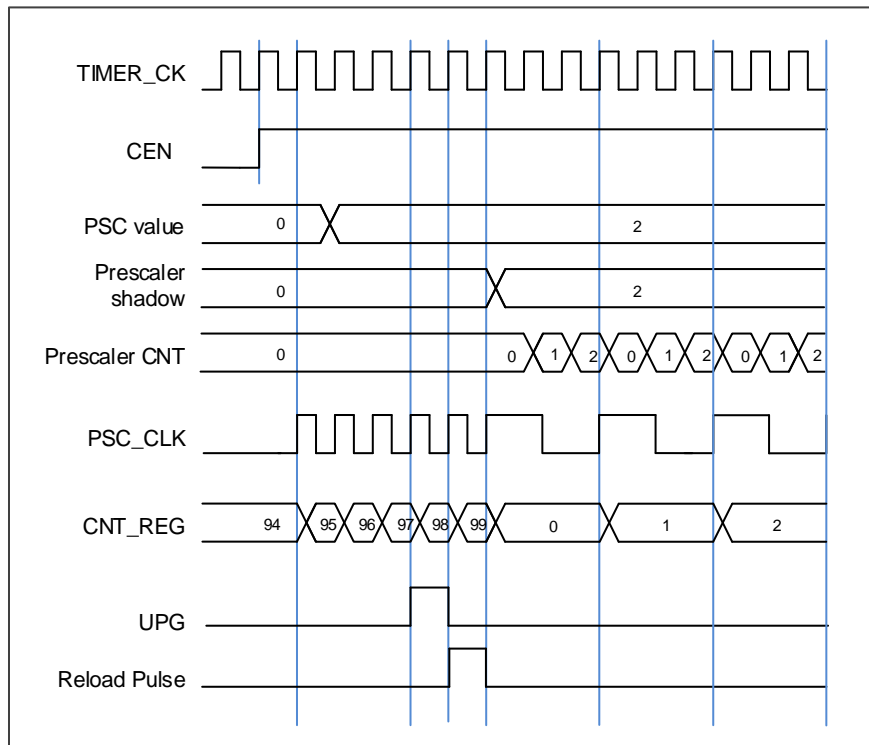 TIMER_CK
CEN
PSC value 0 2
Prescaler
shadow 0 2
Prescaler CNT 0 0 1 2 0 1 2 0 1 2
PSC_CLK
CNT_REG 94 95 96 97 98 99 0 1 2
UPG
Reload Pulse